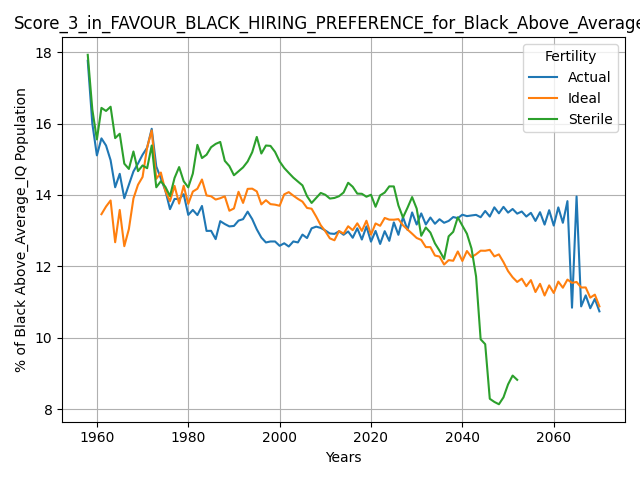 Score_3_in_FAVOUR_BLACK_HIRING_PREFERENCE_for_Black_Above_Average
% of Black Above_Average_IQ Population
18
16
14
12
10
8
Fertility
Actual
Ideal
Sterile
1960 1980 2000 2020 2040 2060
Years